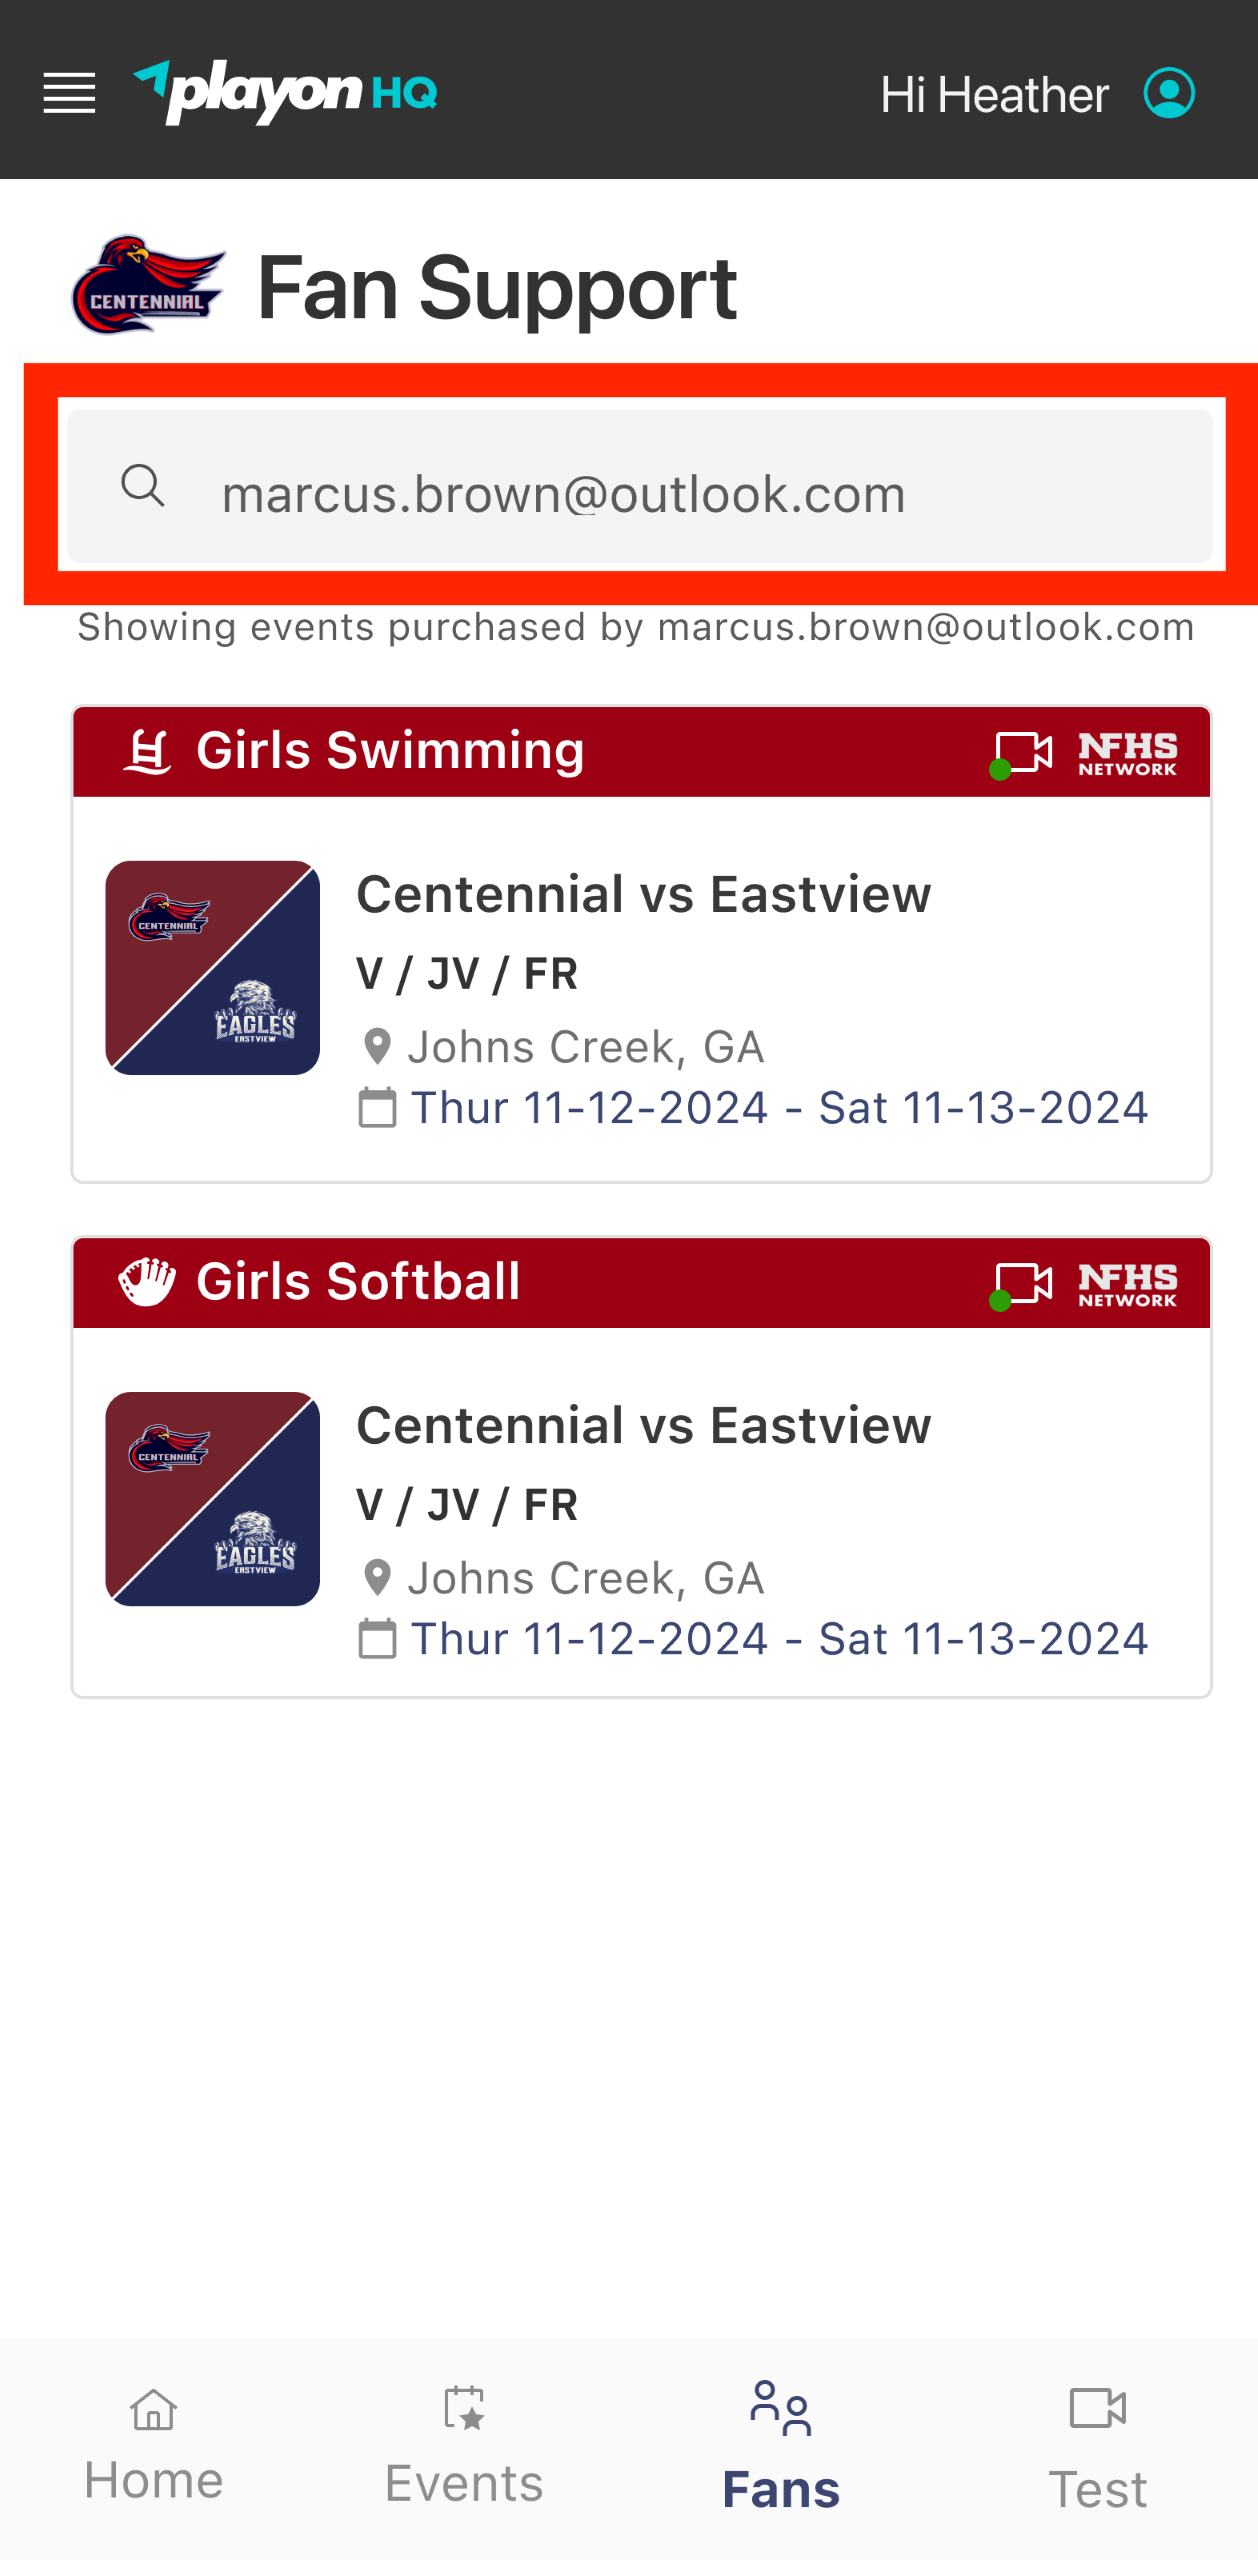 playon HQ
Hi Heather
CENTENNIAL
Fan Support
marcus.brown@outlook.com
Showing events purchased by marcus.brown@outlook.com
Girls Swimming
NFHS
NETWORK
CENTENNIAL
EAGLES
EASTVIEW
Centennial vs Eastview
V / JV / FR
Johns Creek, GA
Thur 11-12-2024 - Sat 11-13-2024
Girls Softball
NFHS
NETWORK
CENTENNIAL
EAGLES
EASTVIEW
Centennial vs Eastview
V / JV / FR
Johns Creek, GA
Thur 11-12-2024 - Sat 11-13-2024
Home
Events
Fans
Test